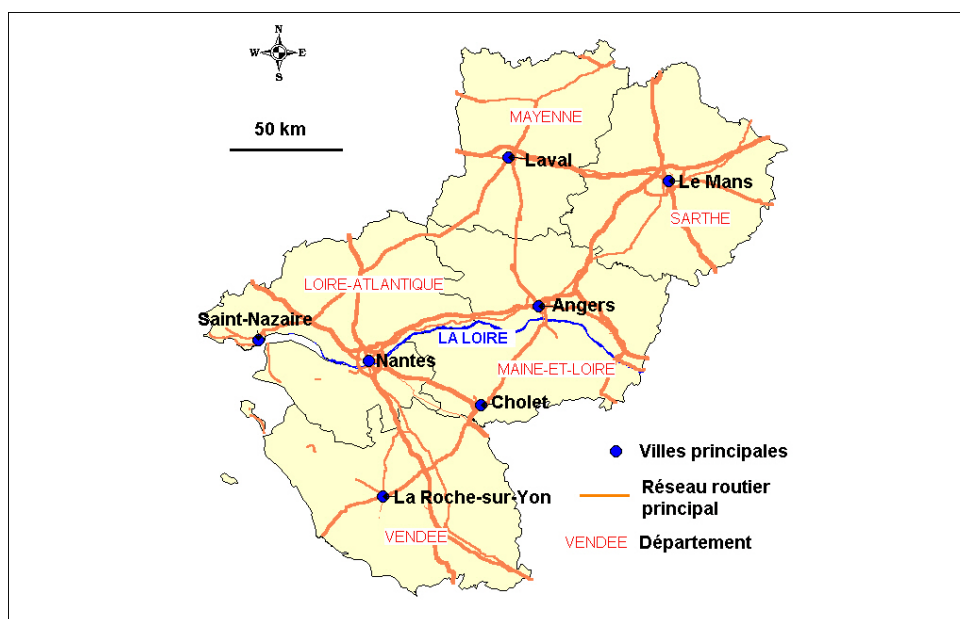 N
W E
S
50 km
MAYENNE
Laval
Le Mans
SARTHE
LOIRE-ATLANTIQUE
Angers
Saint-Nazaire
LA LOIRE
Nantes
MAINE-ET-LOIRE
Cholet
La Roche-sur-Yon
VENDEE
Villes principales
Réseau routier
principal
VENDEE Département